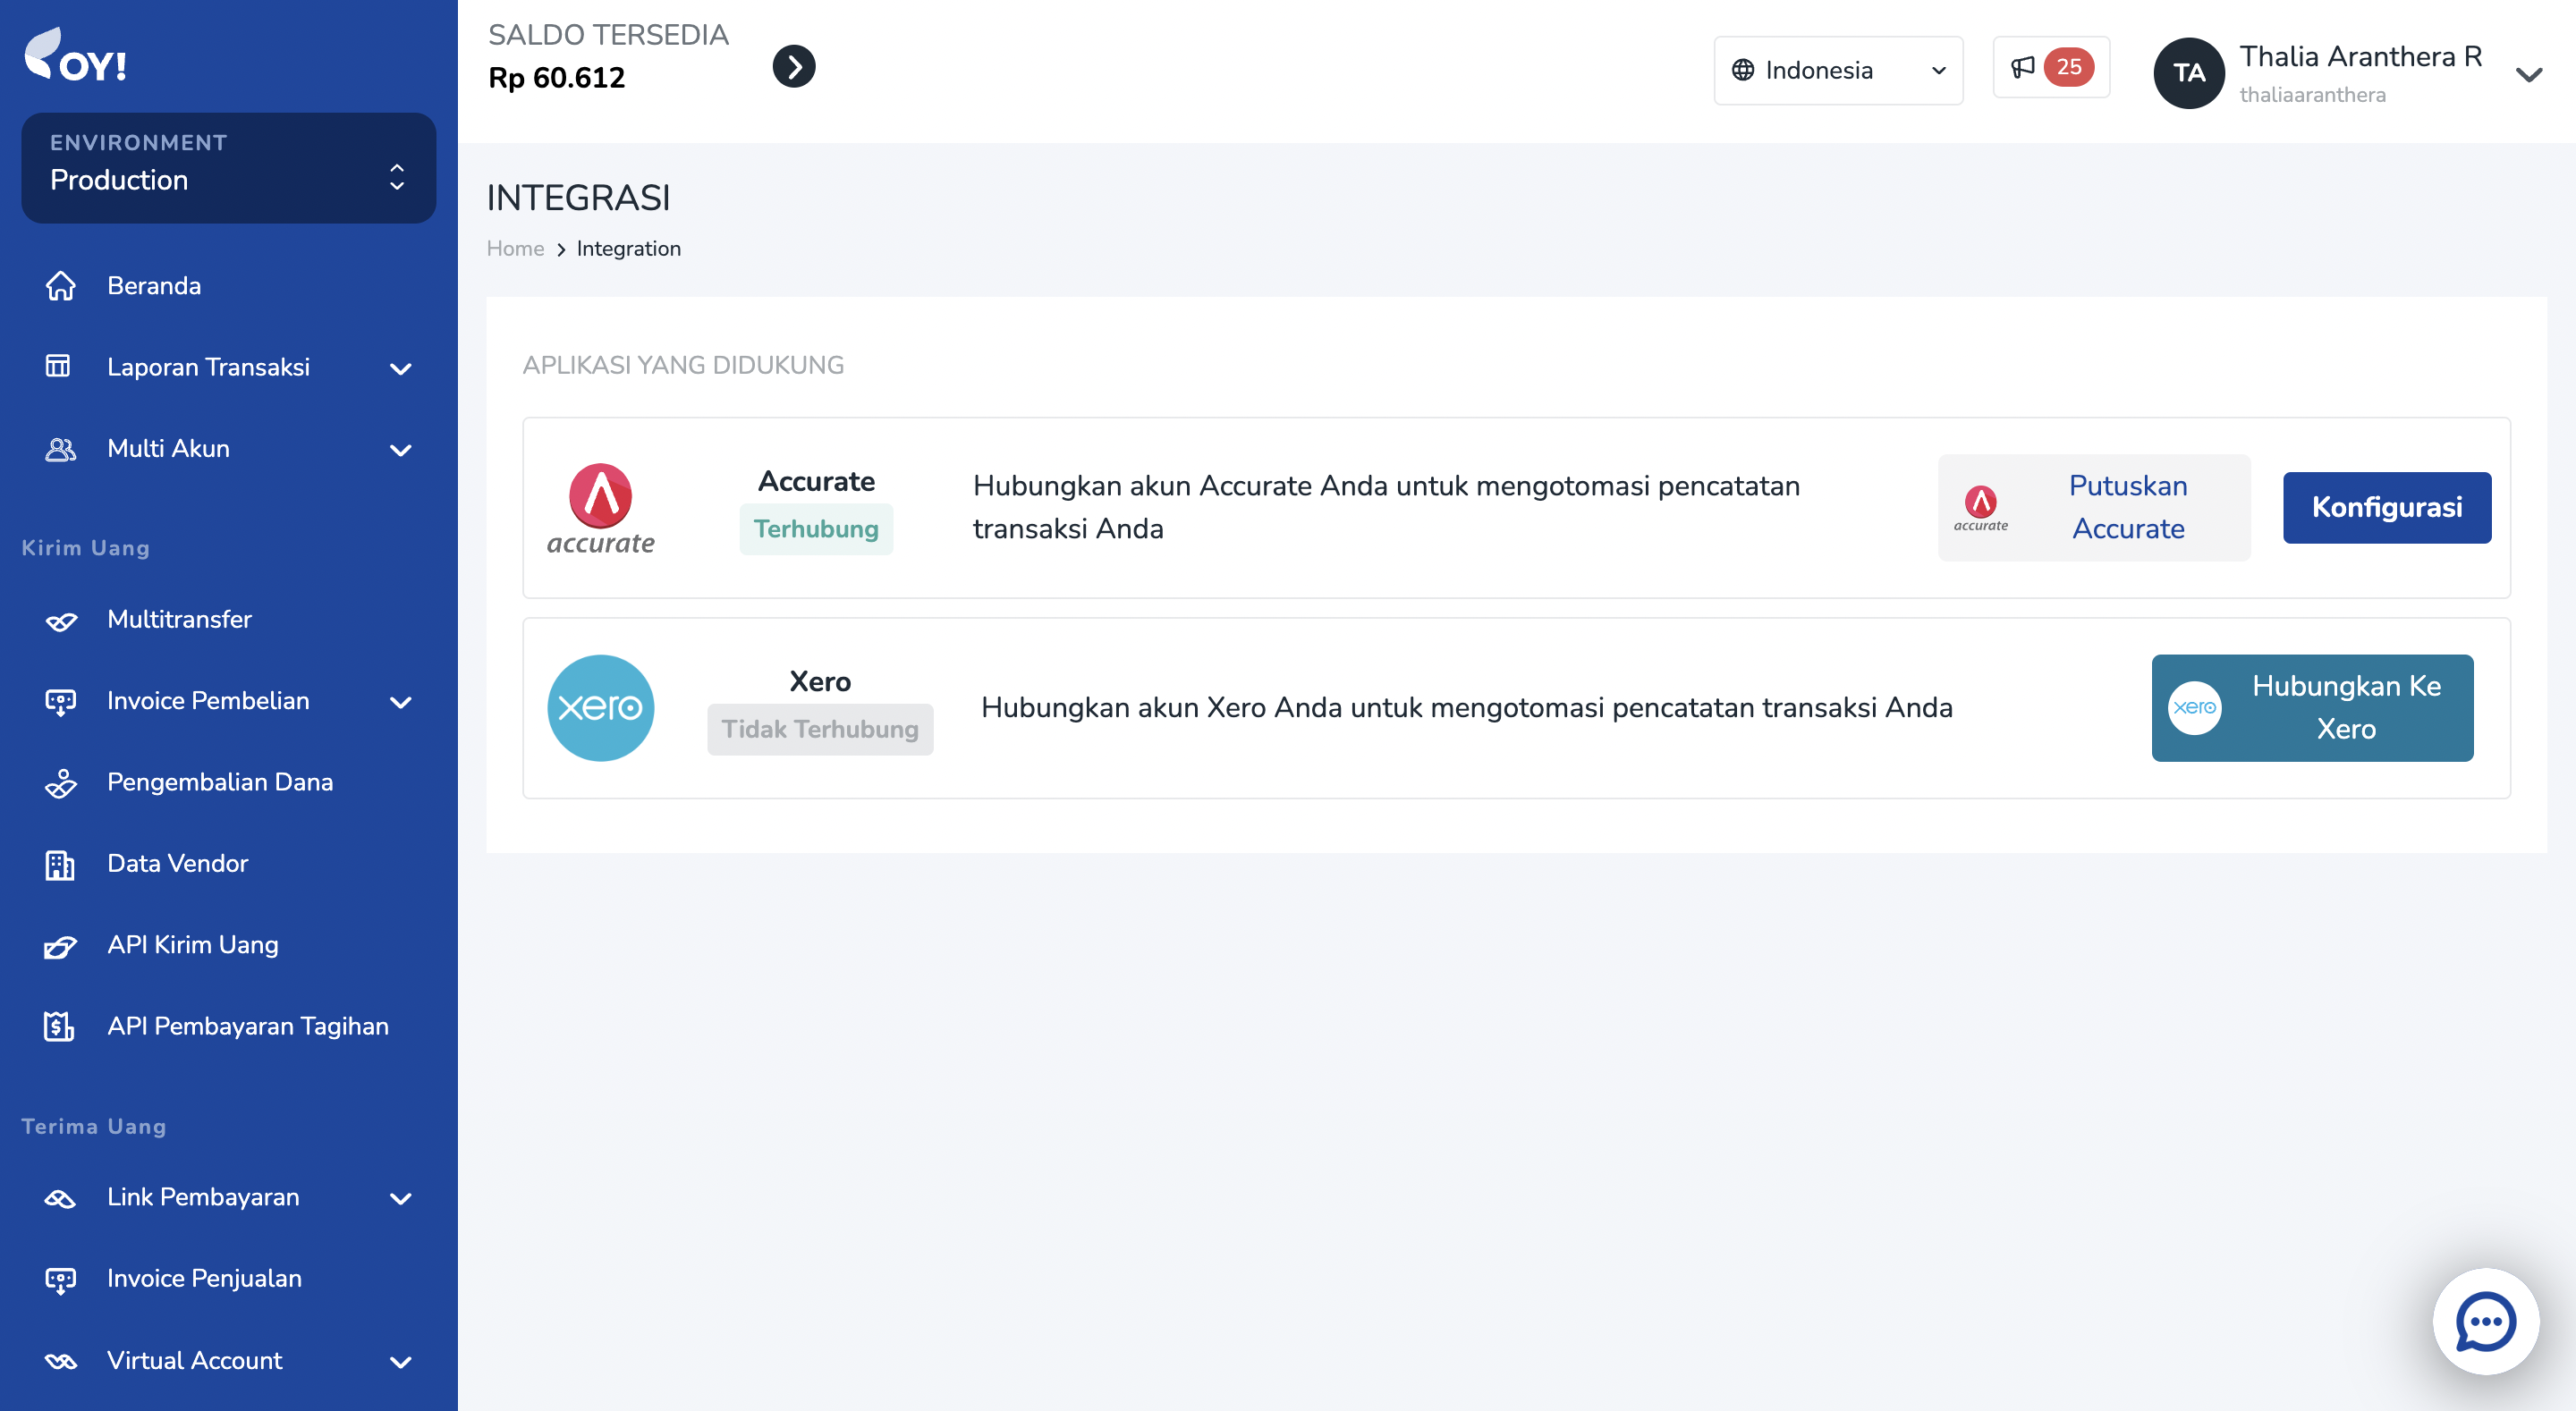 OY!
ENVIRONMENT
Production
Beranda
Laporan Transaksi
Multi Akun
Kirim Uang
Multitransfer
Invoice Pembelian
Pengembalian Dana
Data Vendor
API Kirim Uang
API Pembayaran Tagihan
Terima Uang
Link Pembayaran
Invoice Penjualan
Virtual Account
SALDO TERSEDIA
Rp 60.612
Indonesia
25
TA
Thalia Aranthera R
thaliaaranthera
INTEGRASI
Home > Integration
APLIKASI YANG DIDUKUNG
accurate
Accurate
Terhubung
Hubungkan akun Accurate Anda untuk mengotomasi pencatatan
transaksi Anda
accurate
Putuskan
Accurate
Konfigurasi
xero
Xero
Tidak Terhubung
Hubungkan akun Xero Anda untuk mengotomasi pencatatan transaksi Anda
xero
Hubungkan Ke
Xero